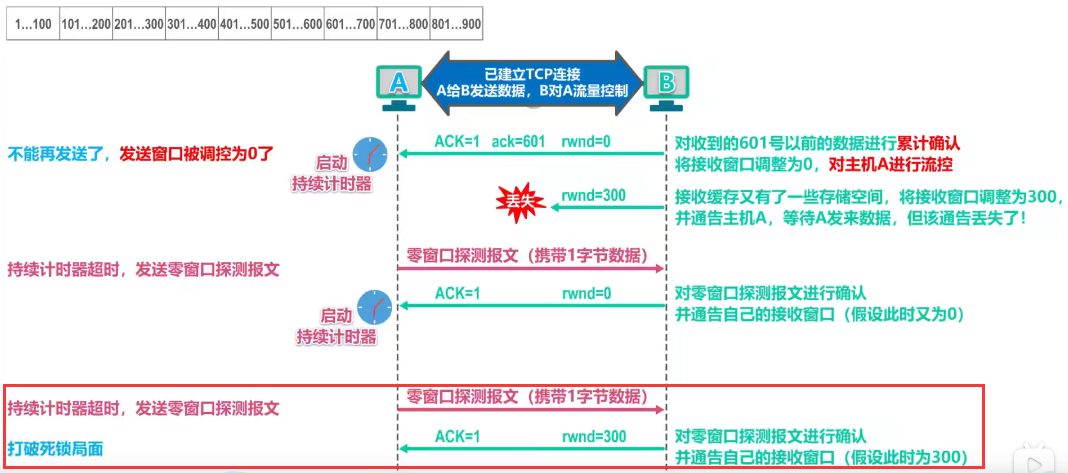 1...100 101...200 201...300 301...400 401...500 501...600 601...700 701...800 801...900
已建立TCP连接
A给B发送数据，B对A流量控制
A
B
不能再发送了，发送窗口被调控为0了
启动
持续计时器
ACK=1 ack=601 rwnd=0
对收到的601号以前的数据进行累计确认
将接收窗口调整为0，对主机A进行流控
丢失
rwnd=300
接收缓存又有了一些存储空间，将接收窗口调整为300，
并通告主机A，等待A发来数据，但该通告丢失了！
持续计时器超时，发送零窗口探测报文
零窗口探测报文（携带1字节数据）
启动
持续计时器
ACK=1 rwnd=0
对零窗口探测报文进行确认
并通告自己的接收窗口（假设此时又为0）
持续计时器超时，发送零窗口探测报文
零窗口探测报文（携带1字节数据）
打破死锁局面
ACK=1 rwnd=300
对零窗口探测报文进行确认
并通告自己的接收窗口（假设此时为300）